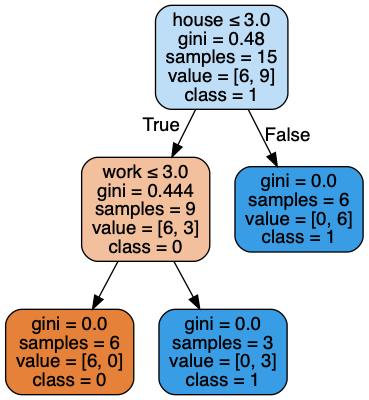 house ≤ 3.0
gini = 0.48
samples = 15
value = [6, 9]
class = 1
True
False
work ≤ 3.0
gini = 0.444
samples = 9
value = [6, 3]
class = 0
gini = 0.0
samples = 6
value = [0, 6]
class = 1
gini = 0.0
samples = 6
value = [6, 0]
class = 0
gini = 0.0
samples = 3
value = [0, 3]
class = 1